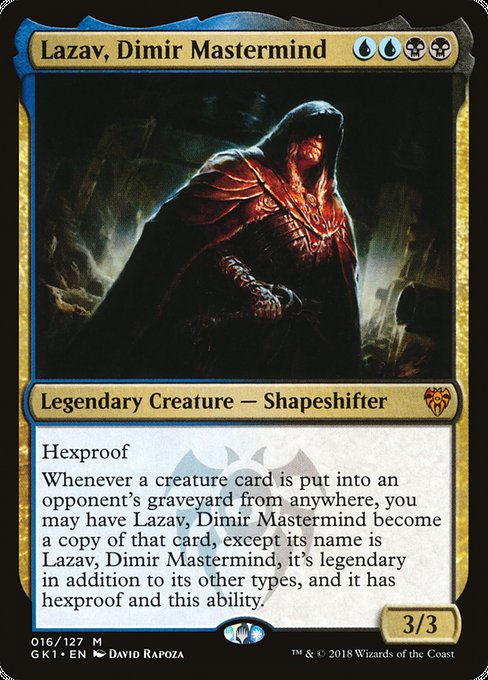 Lazav, Dimir Mastermind
Legendary Creature — Shapeshifter
Hexproof
Whenever a creature card is put into an
opponent's graveyard from anywhere, you
may have Lazav, Dimir Mastermind become
a copy of that card, except its name is
Lazav, Dimir Mastermind, it's legendary
in addition to its other types, and it has
hexproof and this ability.
3/3
016/127 M
GK1 • EN DAVID RAPOZA
™ & © 2018 Wizards of the Coast